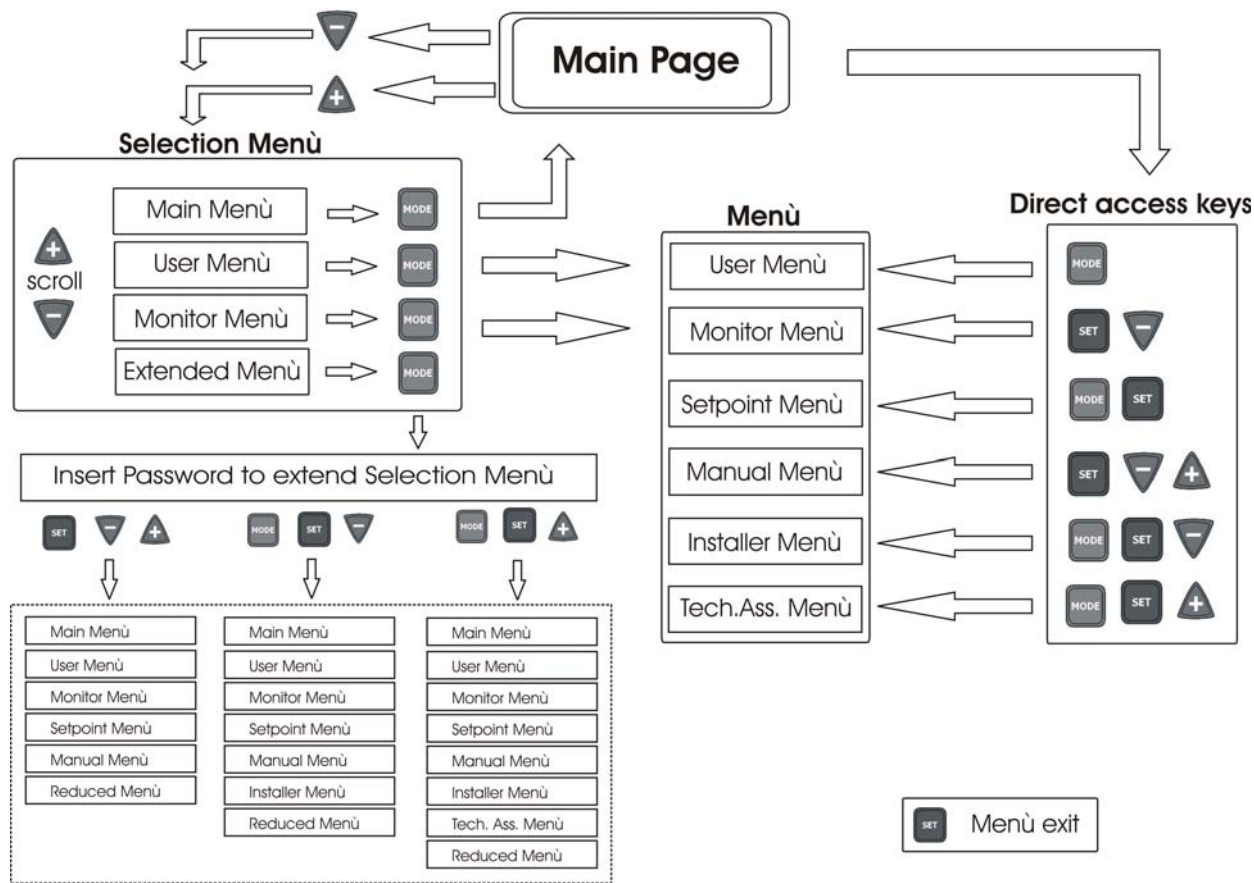 Main Page
Selection Menù
Main Menù
MODE
User Menù
MODE
scroll
Monitor Menù
MODE
Extended Menù
MODE
Insert Password to extend Selection Menù
SET
MODE SET
MODE SET
Main Menù
User Menù
Monitor Menù
Setpoint Menù
Manual Menù
Reduced Menù
Main Menù
User Menù
Monitor Menù
Setpoint Menù
Manual Menù
Installer Menù
Reduced Menù
Main Menù
User Menù
Monitor Menù
Setpoint Menù
Manual Menù
Installer Menù
Tech. Ass. Menù
Reduced Menù
Menù
User Menù
Monitor Menù
Setpoint Menù
Manual Menù
Installer Menù
Tech.Ass. Menù
Direct access keys
MODE
SET
MODE SET
SET
MODE SET
MODE SET
SET Menù exit